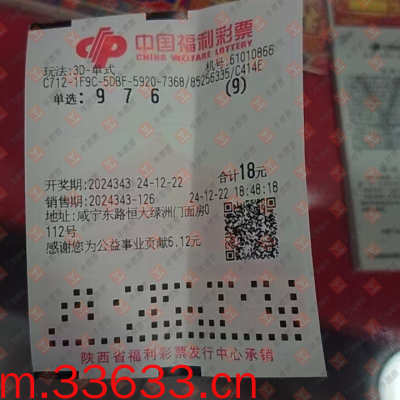 中国福利彩票
CHINA WELFARE LOTTERY
玩法:3D-单式
机号:61010866
C712-1F9C-5DBF-5920-7368/85256335/C414E
单选: 9 7 6 (9)
开奖期:2024343 24-12-22 合计18元
销售期:2024343-126 24-12-22 18:48:18
地址:咸宁东路恒大绿洲门面房0
112号
感谢您为公益事业贡献6.12元
陕西省福利彩票发行中心承销
m.33633.cn